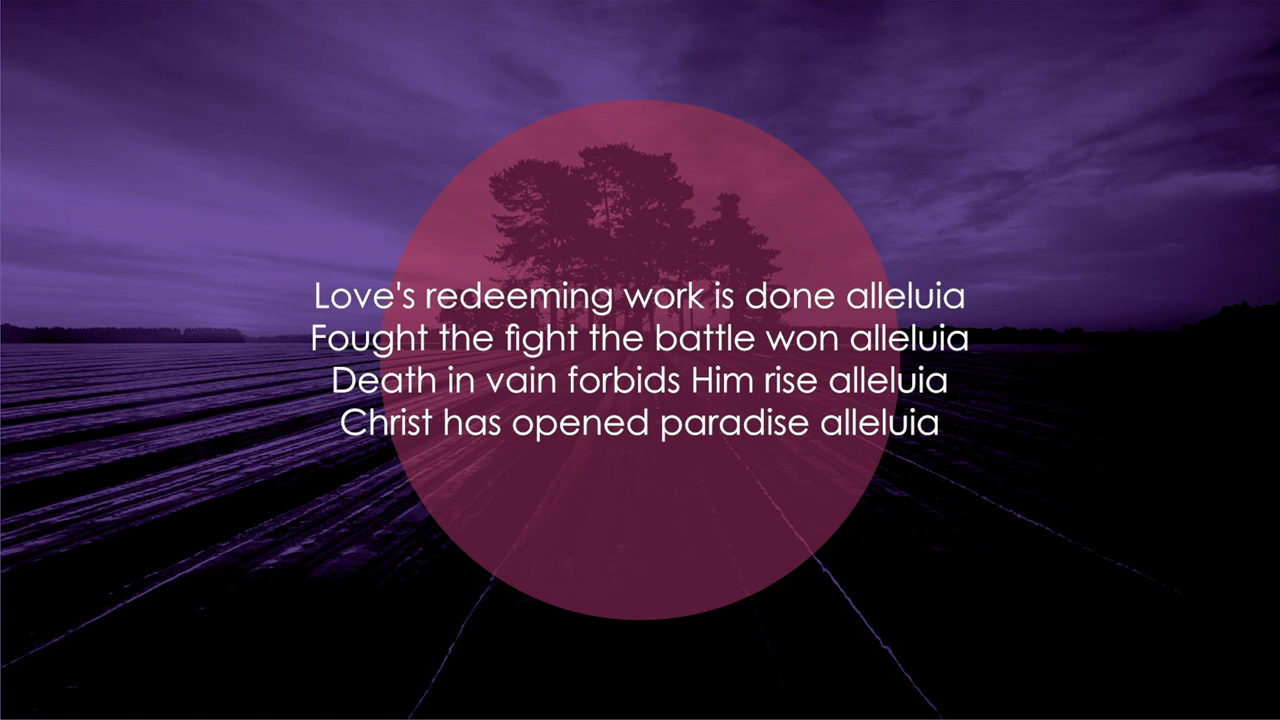 Love's redeeming work is done alleluia
Fought the fight the battle won alleluia
Death in vain forbids Him rise alleluia
Christ has opened paradise alleluia